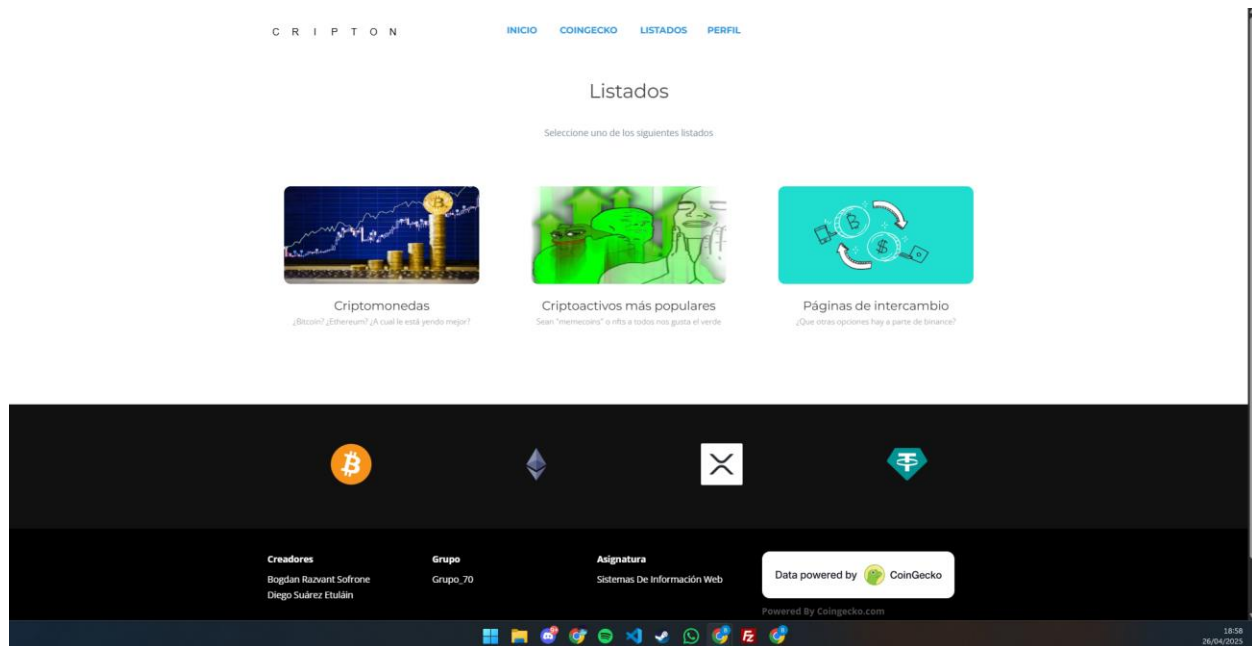 C R I P T O N
INICIO COINGECKO LISTADOS PERFIL
Listados
Seleccione uno de los siguientes listados
Criptomonedas
¿Bitcoin? ¿Ethereum? ¿A cual le está yendo mejor?
Criptoactivos más populares
Sean "memecoins" o nfts a todos nos gusta el verde
Páginas de intercambio
¿Que otras opciones hay a parte de binance?
Creadores
Bogdan Razvant Sofrone
Diego Suárez Etuláin
Grupo
Grupo_70
Asignatura
Sistemas De Información Web
Data powered by CoinGecko
Powered By Coingecko.com
18:58
26/04/2025